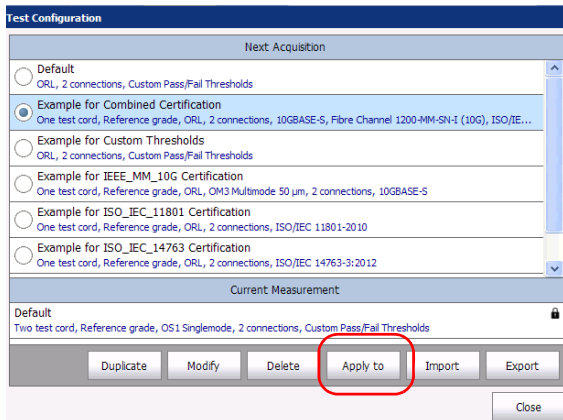 Test Configuration
Next Acquisition
Default
ORL, 2 connections, Custom Pass/Fail Thresholds
Example for Combined Certification
One test cord, Reference grade, ORL, 2 connections, 10GBASE-S, Fibre Channel 1200-MM-SN-I (10G), ISO/IE...
Example for Custom Thresholds
ORL, 2 connections, Custom Pass/Fail Thresholds
Example for IEEE_MM_10G Certification
One test cord, Reference grade, ORL, OM3 Multimode 50 µm, 2 connections, 10GBASE-S
Example for ISO_IEC_11801 Certification
One test cord, Reference grade, ORL, 2 connections, ISO/IEC 11801-2010
Example for ISO_IEC_14763 Certification
One test cord, Reference grade, ORL, 2 connections, ISO/IEC 14763-3:2012
Current Measurement
Default
Two test cord, Reference grade, OS1 Singlemode, 2 connections, Custom Pass/Fail Thresholds
Duplicate Modify Delete Apply to Import Export
Close